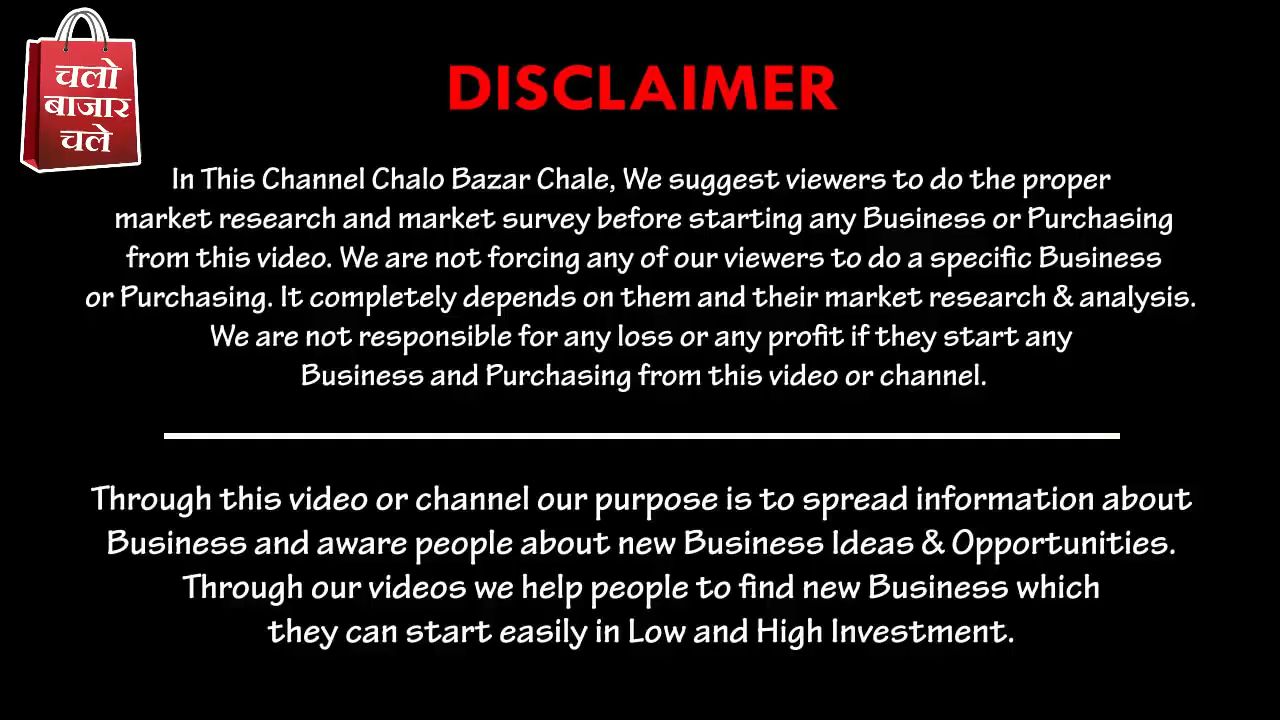 चलो
बाजार
चले
DISCLAIMER
In This Channel Chalo Bazar Chale, We suggest viewers to do the proper
market research and market survey before starting any Business or Purchasing
from this video. We are not forcing any of our viewers to do a specific Business
or Purchasing. It completely depends on them and their market research & analysis.
We are not responsible for any loss or any profit if they start any
Business and Purchasing from this video or channel.
Through this video or channel our purpose is to spread information about
Business and aware people about new Business Ideas & Opportunities.
Through our videos we help people to find new Business which
they can start easily in Low and High Investment.